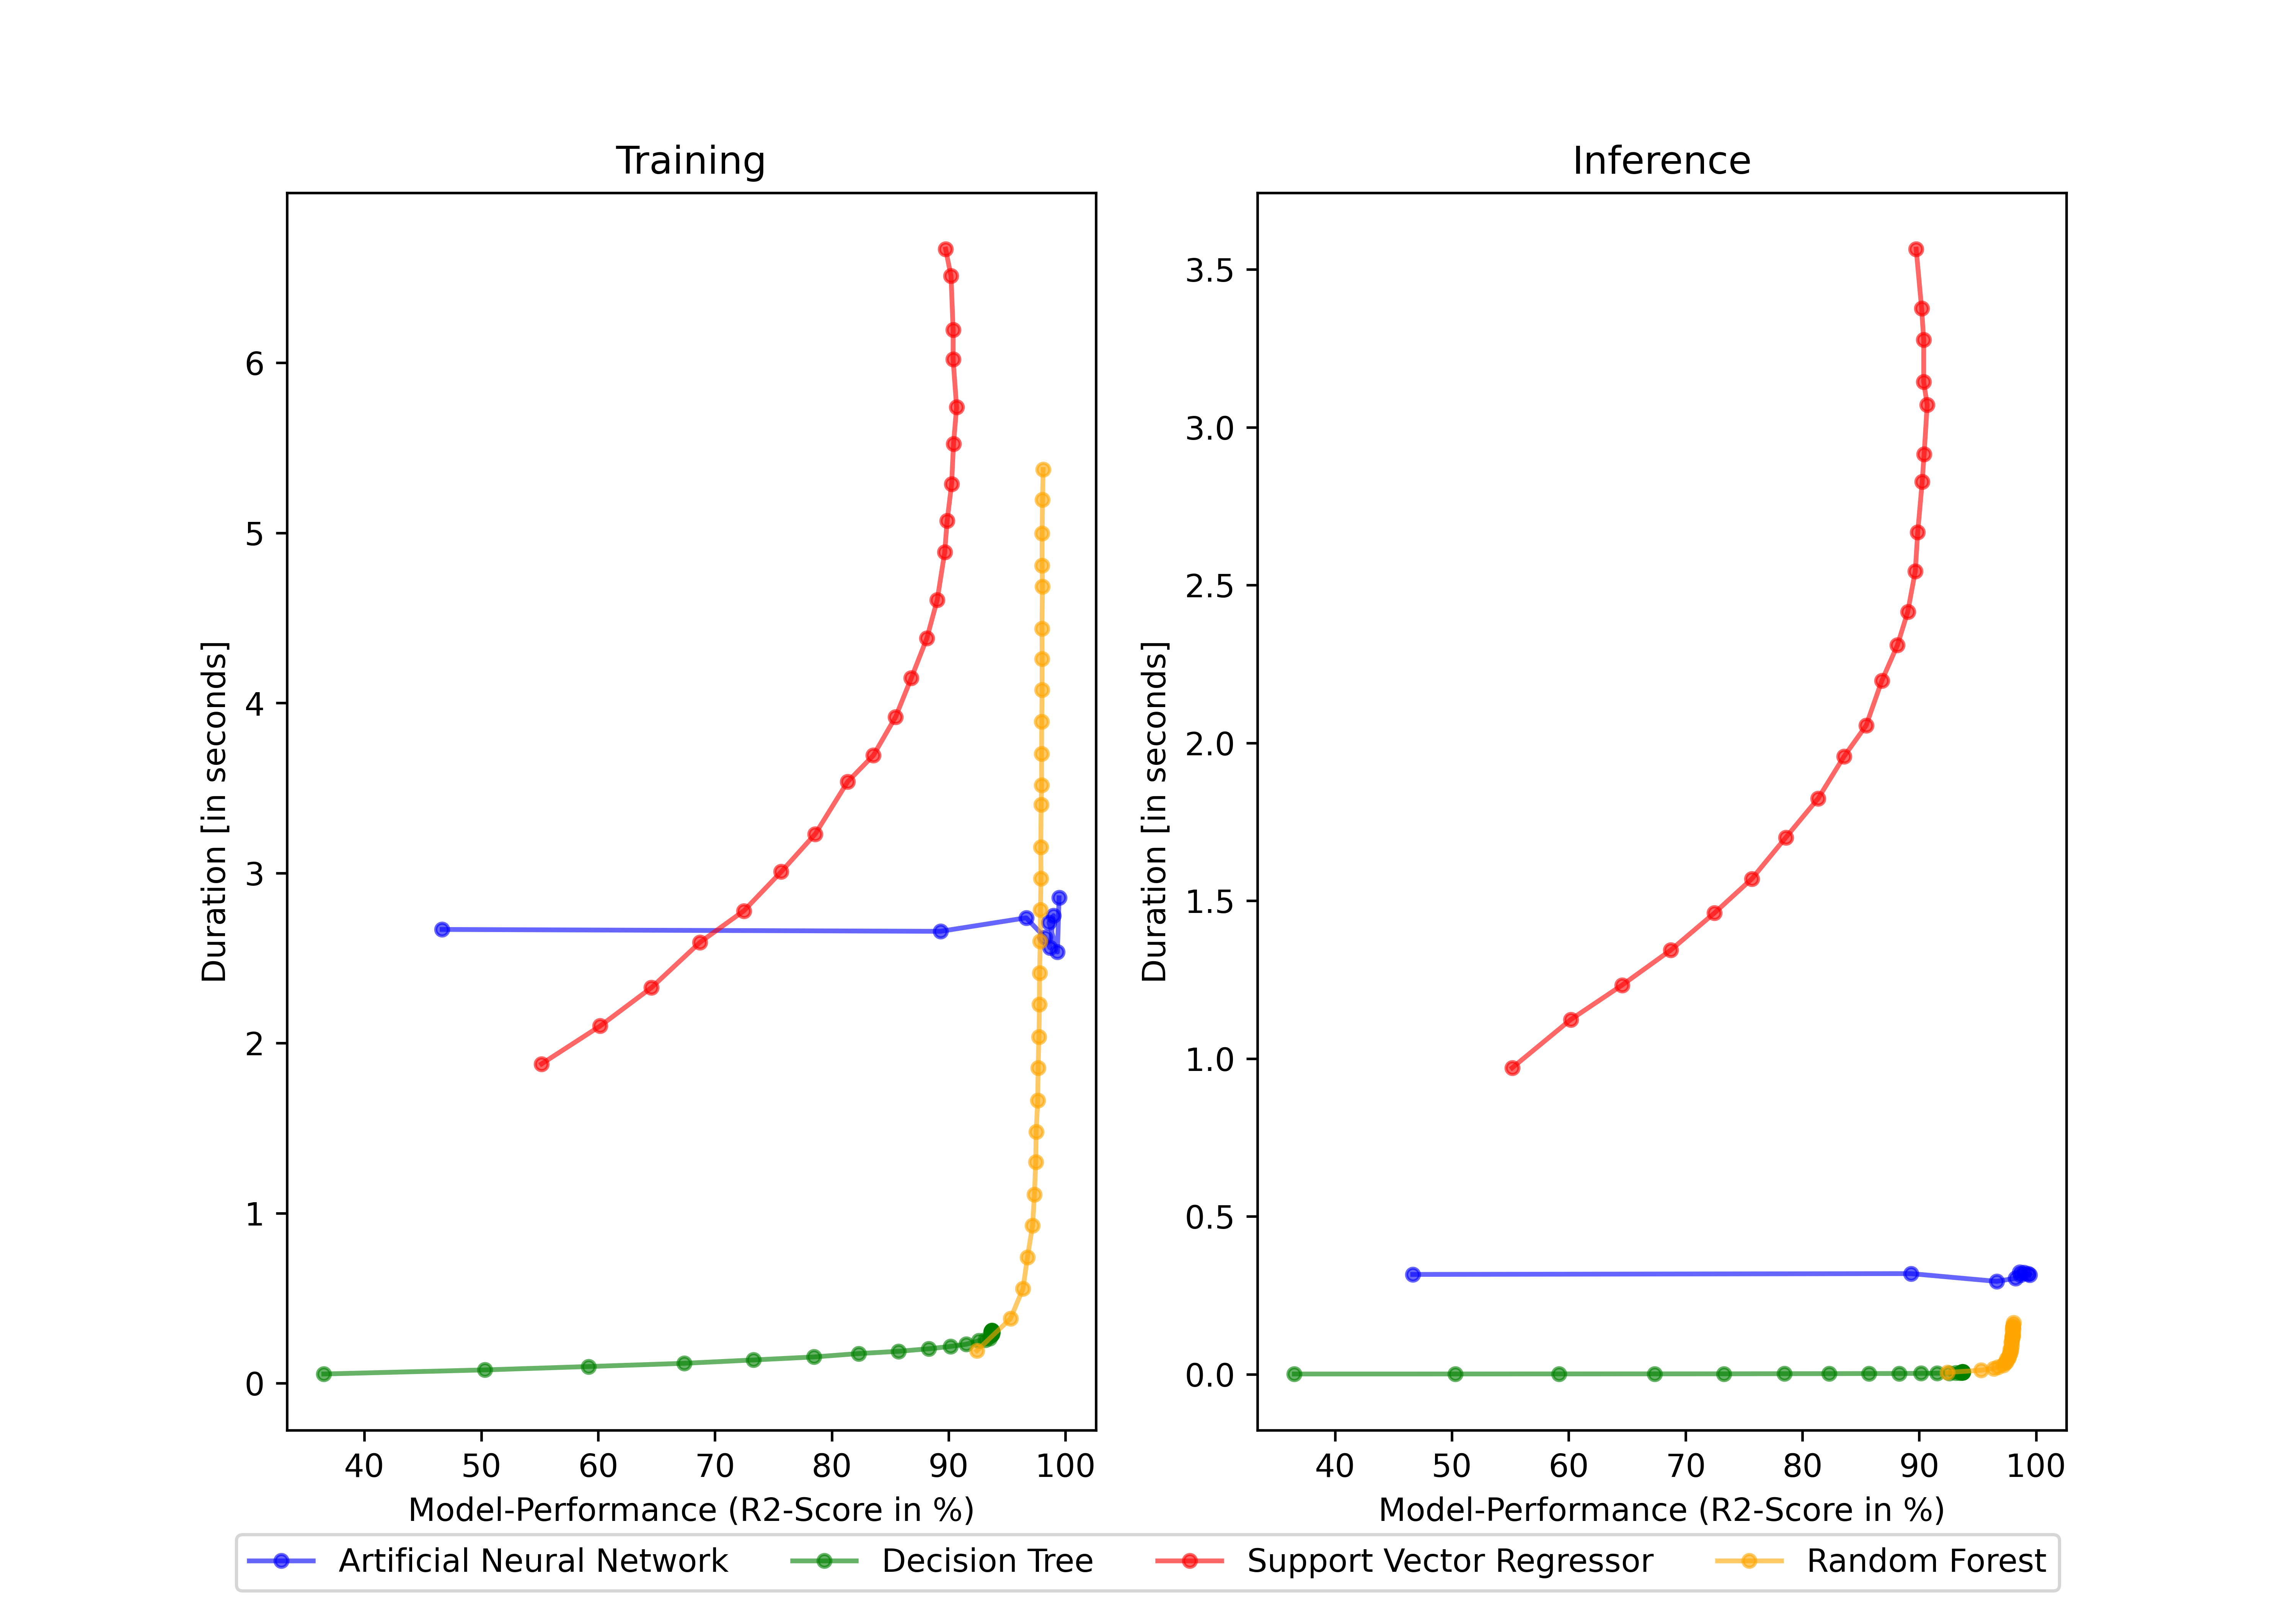 Training
Inference
Duration [in seconds]
6
5
4
3
2
1
0
40 50 60 70 80 90 100
Model-Performance (R2-Score in %)
Duration [in seconds]
3.5
3.0
2.5
2.0
1.5
1.0
0.5
0.0
40 50 60 70 80 90 100
Model-Performance (R2-Score in %)
Artificial Neural Network Decision Tree Support Vector Regressor Random Forest